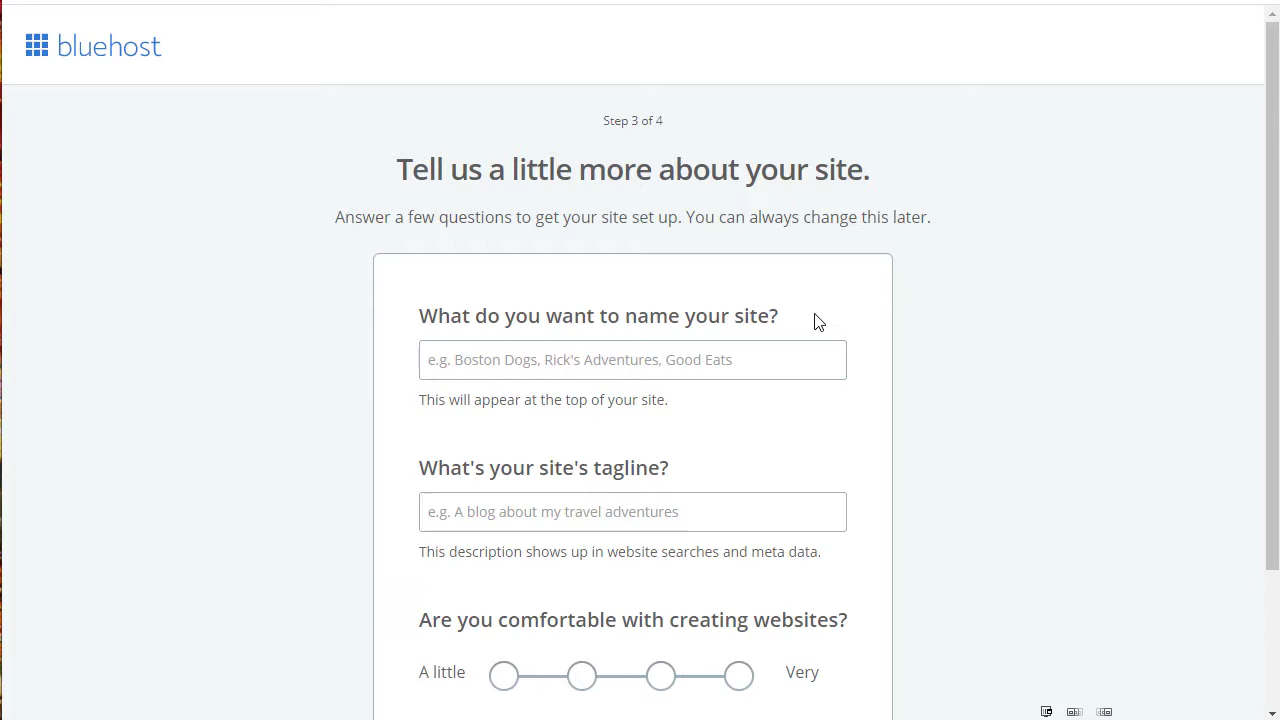 bluehost
Step 3 of 4
Tell us a little more about your site.
Answer a few questions to get your site set up. You can always change this later.
What do you want to name your site?
e.g. Boston Dogs, Rick's Adventures, Good Eats
This will appear at the top of your site.
What's your site's tagline?
e.g. A blog about my travel adventures
This description shows up in website searches and meta data.
Are you comfortable with creating websites?
A little
Very